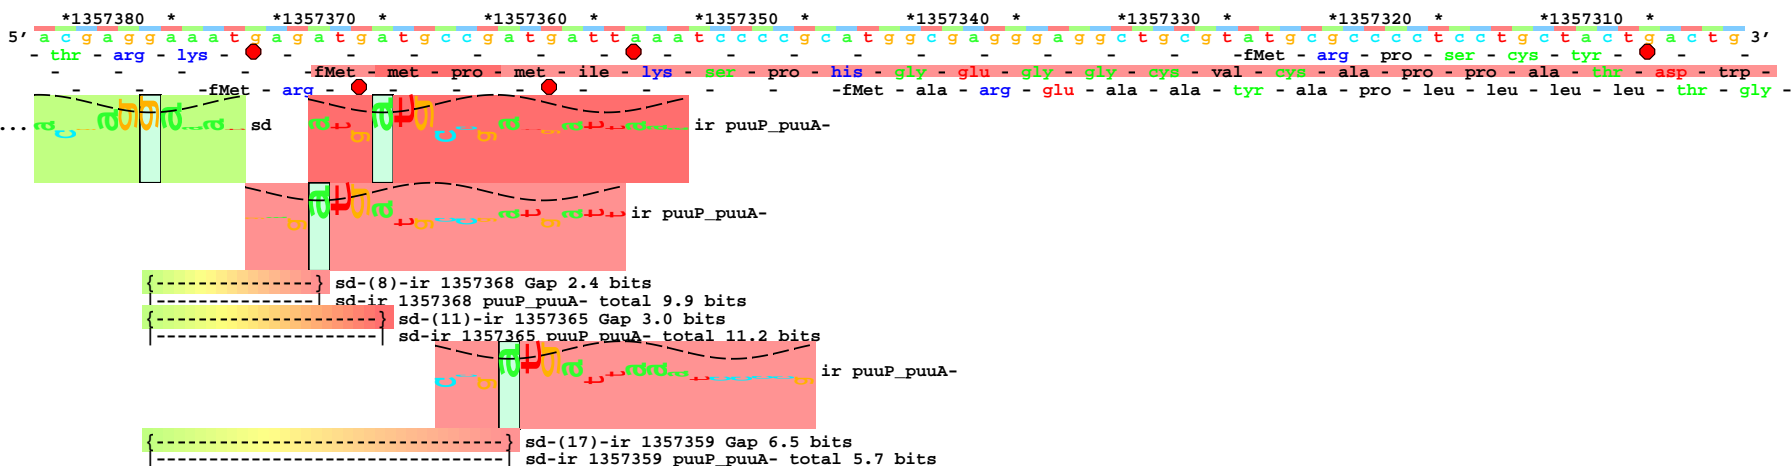 *1357380 * *1357370 * *1357360 * *1357350 * *1357340 * *1357330 * *1357320 * *1357310 *
5' a c g a g g a a a t g a g a t g a t g c c g a t g a t t a a a t c c c c g c a t g g c g a g g g a g g c t g c g t a t g c g c c c c t c c t g c t a c t g a c t g 3'
- thr - arg - lys - - - - - - - - - - - - - - - - -fMet - arg - pro - ser - cys - tyr - -
- - - - -fMet - met - pro - met - ile - lys - ser - pro - his - gly - glu - gly - gly - cys - val - cys - ala - pro - pro - ala - thr - asp - trp -
- - -fMet - arg - - - - - - - - -fMet - ala - arg - glu - ala - ala - tyr - ala - pro - leu - leu - leu - leu - thr - gly -
... sd ir puuP_puuA-
ir puuP_puuA-
{---------------} sd-(8)-ir 1357368 Gap 2.4 bits
|---------------| sd-ir 1357368 puuP_puuA- total 9.9 bits
{---------------------} sd-(11)-ir 1357365 Gap 3.0 bits
|---------------------| sd-ir 1357365 puuP_puuA- total 11.2 bits
ir puuP_puuA-
{---------------------------------} sd-(17)-ir 1357359 Gap 6.5 bits
|---------------------------------| sd-ir 1357359 puuP_puuA- total 5.7 bits